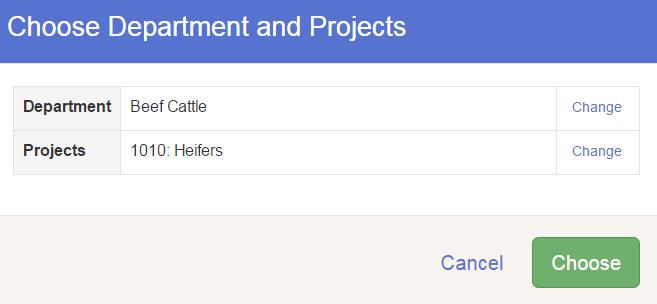 Choose Department and Projects
Department Beef Cattle Change
Projects 1010: Heifers Change
Cancel Choose